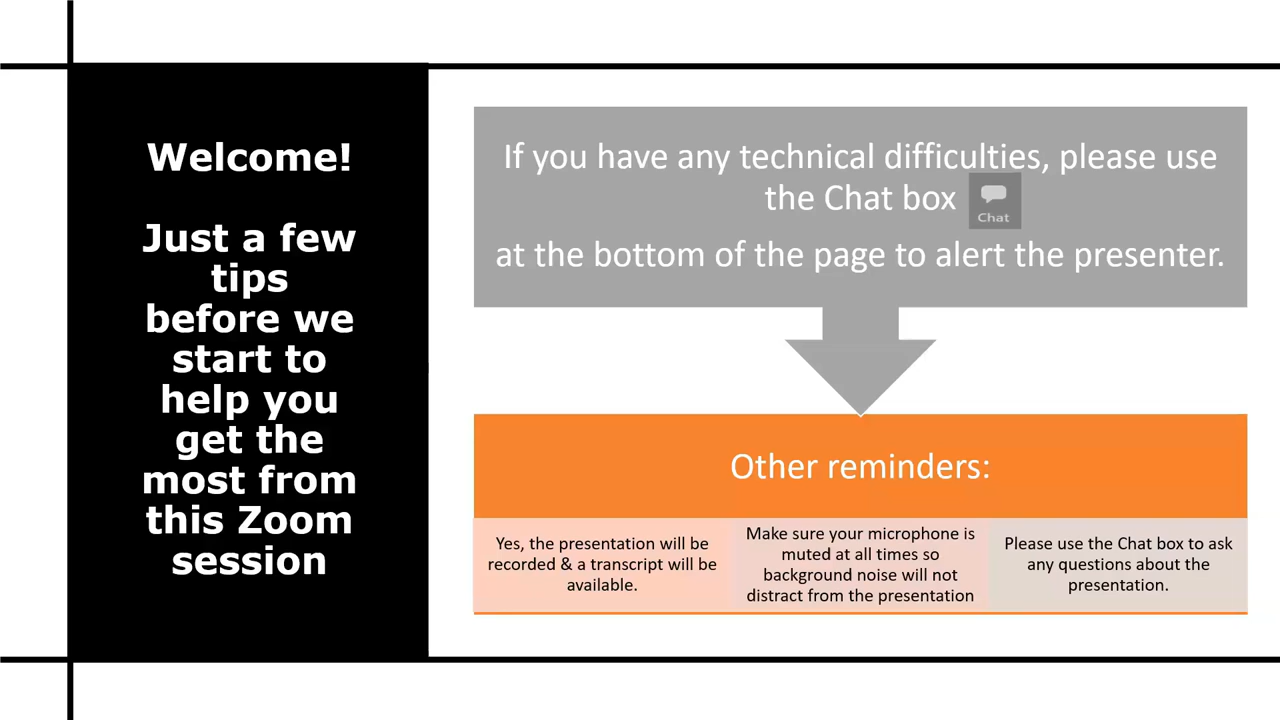 Welcome!
Just a few
tips
before we
start to
help you
get the
most from
this Zoom
session
If you have any technical difficulties, please use
the Chat box
Chat
at the bottom of the page to alert the presenter.
Other reminders:
Yes, the presentation will be
recorded & a transcript will be
available.
Make sure your microphone is
muted at all times so
background noise will not
distract from the presentation
Please use the Chat box to ask
any questions about the
presentation.